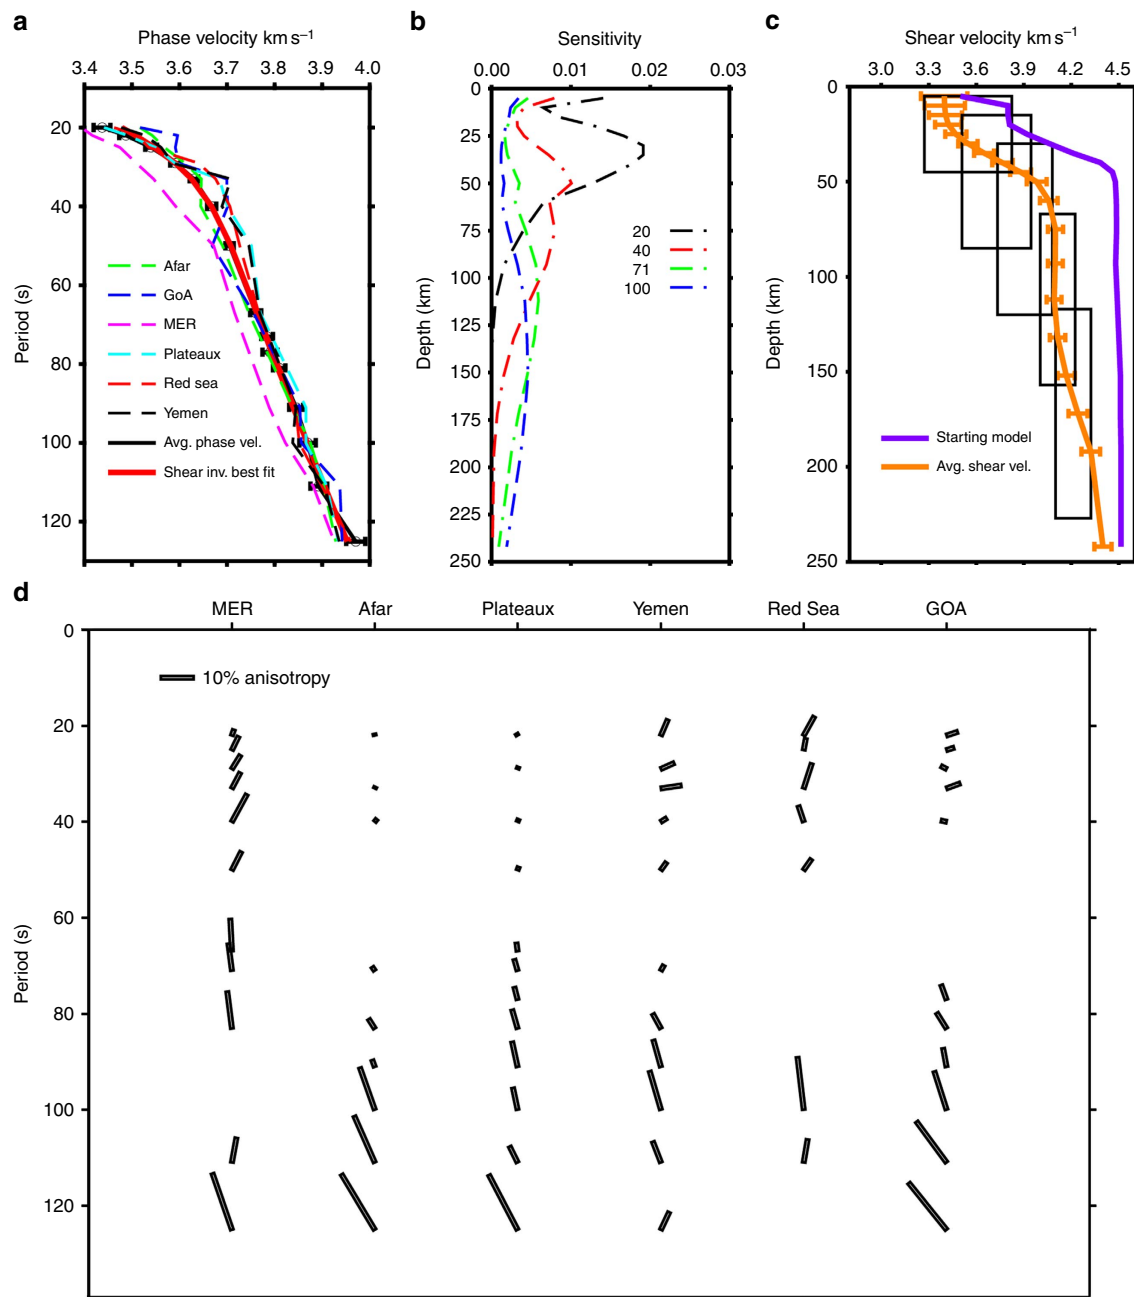 a
Phase velocity km s⁻¹
3.4 3.5 3.6 3.7 3.8 3.9 4.0
20
40
60
80
100
120
Period (s)
Afar
GoA
MER
Plateaux
Red sea
Yemen
Avg. phase vel.
Shear inv. best fit
b
Sensitivity
0.00 0.01 0.02 0.03
0
25
50
75
100
125
150
175
200
225
250
Depth (km)
20
40
71
100
c
Shear velocity km s⁻¹
3.0 3.3 3.6 3.9 4.2 4.5
0
50
100
150
200
250
Depth (km)
Starting model
Avg. shear vel.
d
MER Afar Plateaux Yemen Red Sea GOA
0
20
40
60
80
100
120
Period (s)
10% anisotropy